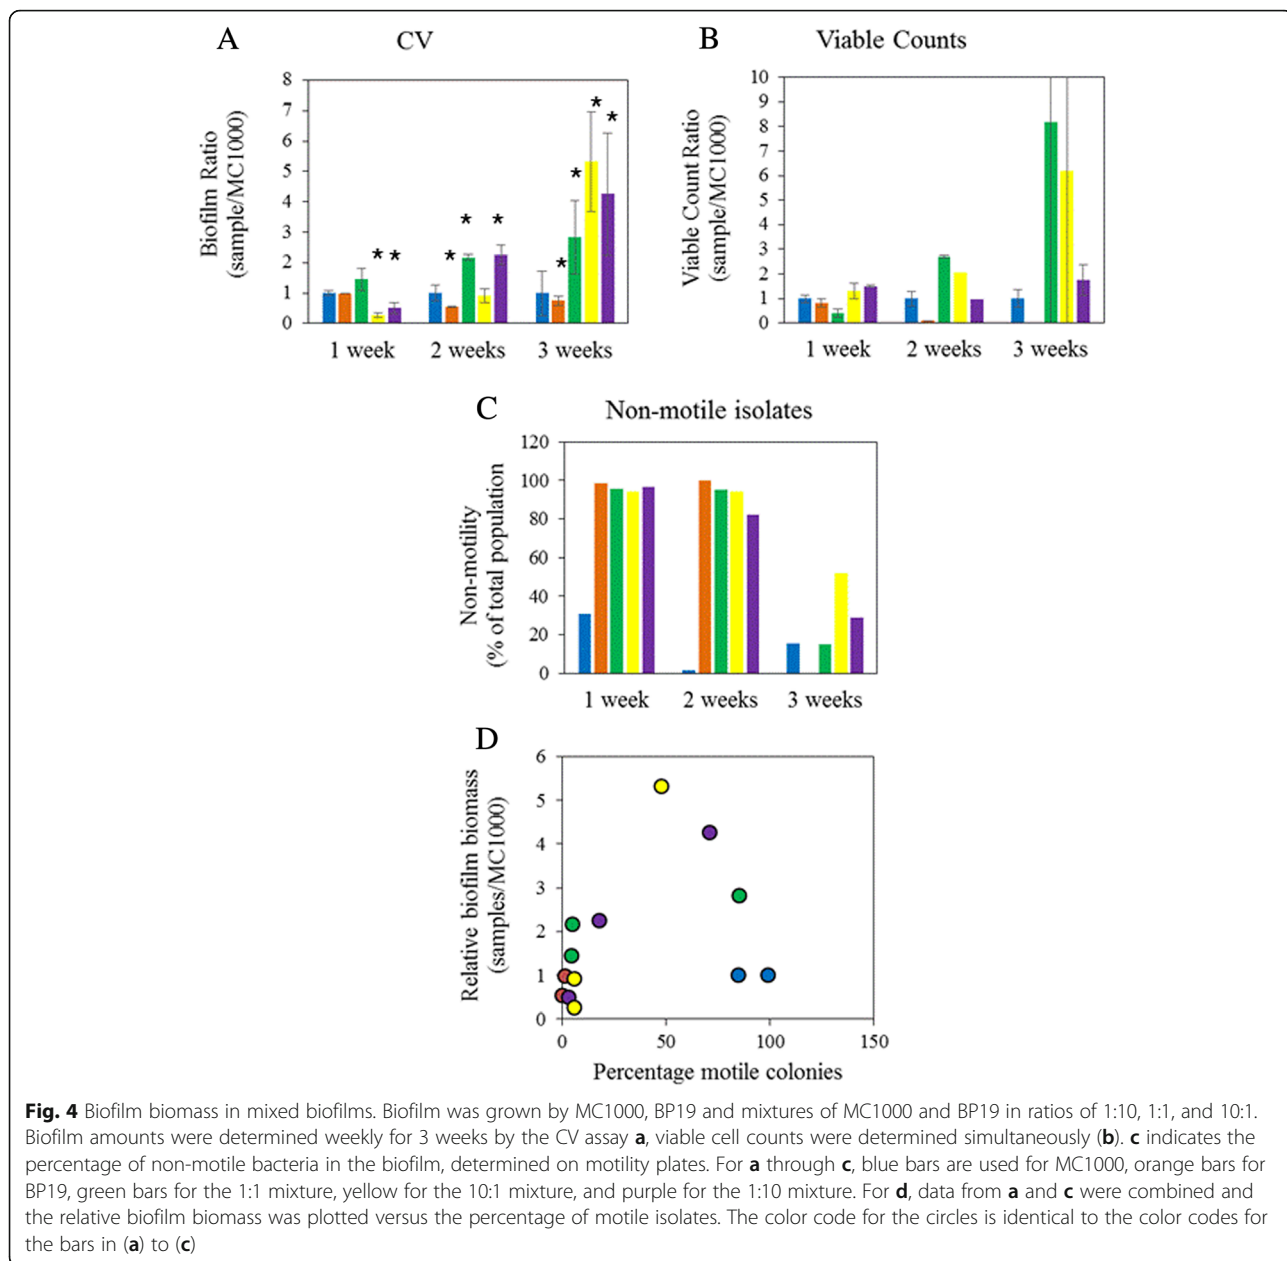 A CV
Biofilm Ratio
(sample/MC1000)
8
7
6
5
4
3
2
1
0
* * * * * * * *
1 week 2 weeks 3 weeks
B Viable Counts
Viable Count Ratio
(sample/MC1000)
10
9
8
7
6
5
4
3
2
1
0
1 week 2 weeks 3 weeks
C Non-motile isolates
Non-motility
(% of total population
120
100
80
60
40
20
0
1 week 2 weeks 3 weeks
D
Relative biofilm biomass
(samples/MC1000)
6
5
4
3
2
1
0
0 50 100 150
Percentage motile colonies
Fig. 4 Biofilm biomass in mixed biofilms. Biofilm was grown by MC1000, BP19 and mixtures of MC1000 and BP19 in ratios of 1:10, 1:1, and 10:1.
Biofilm amounts were determined weekly for 3 weeks by the CV assay a, viable cell counts were determined simultaneously (b). c indicates the
percentage of non-motile bacteria in the biofilm, determined on motility plates. For a through c, blue bars are used for MC1000, orange bars for
BP19, green bars for the 1:1 mixture, yellow for the 10:1 mixture, and purple for the 1:10 mixture. For d, data from a and c were combined and
the relative biofilm biomass was plotted versus the percentage of motile isolates. The color code for the circles is identical to the color codes for
the bars in (a) to (c)